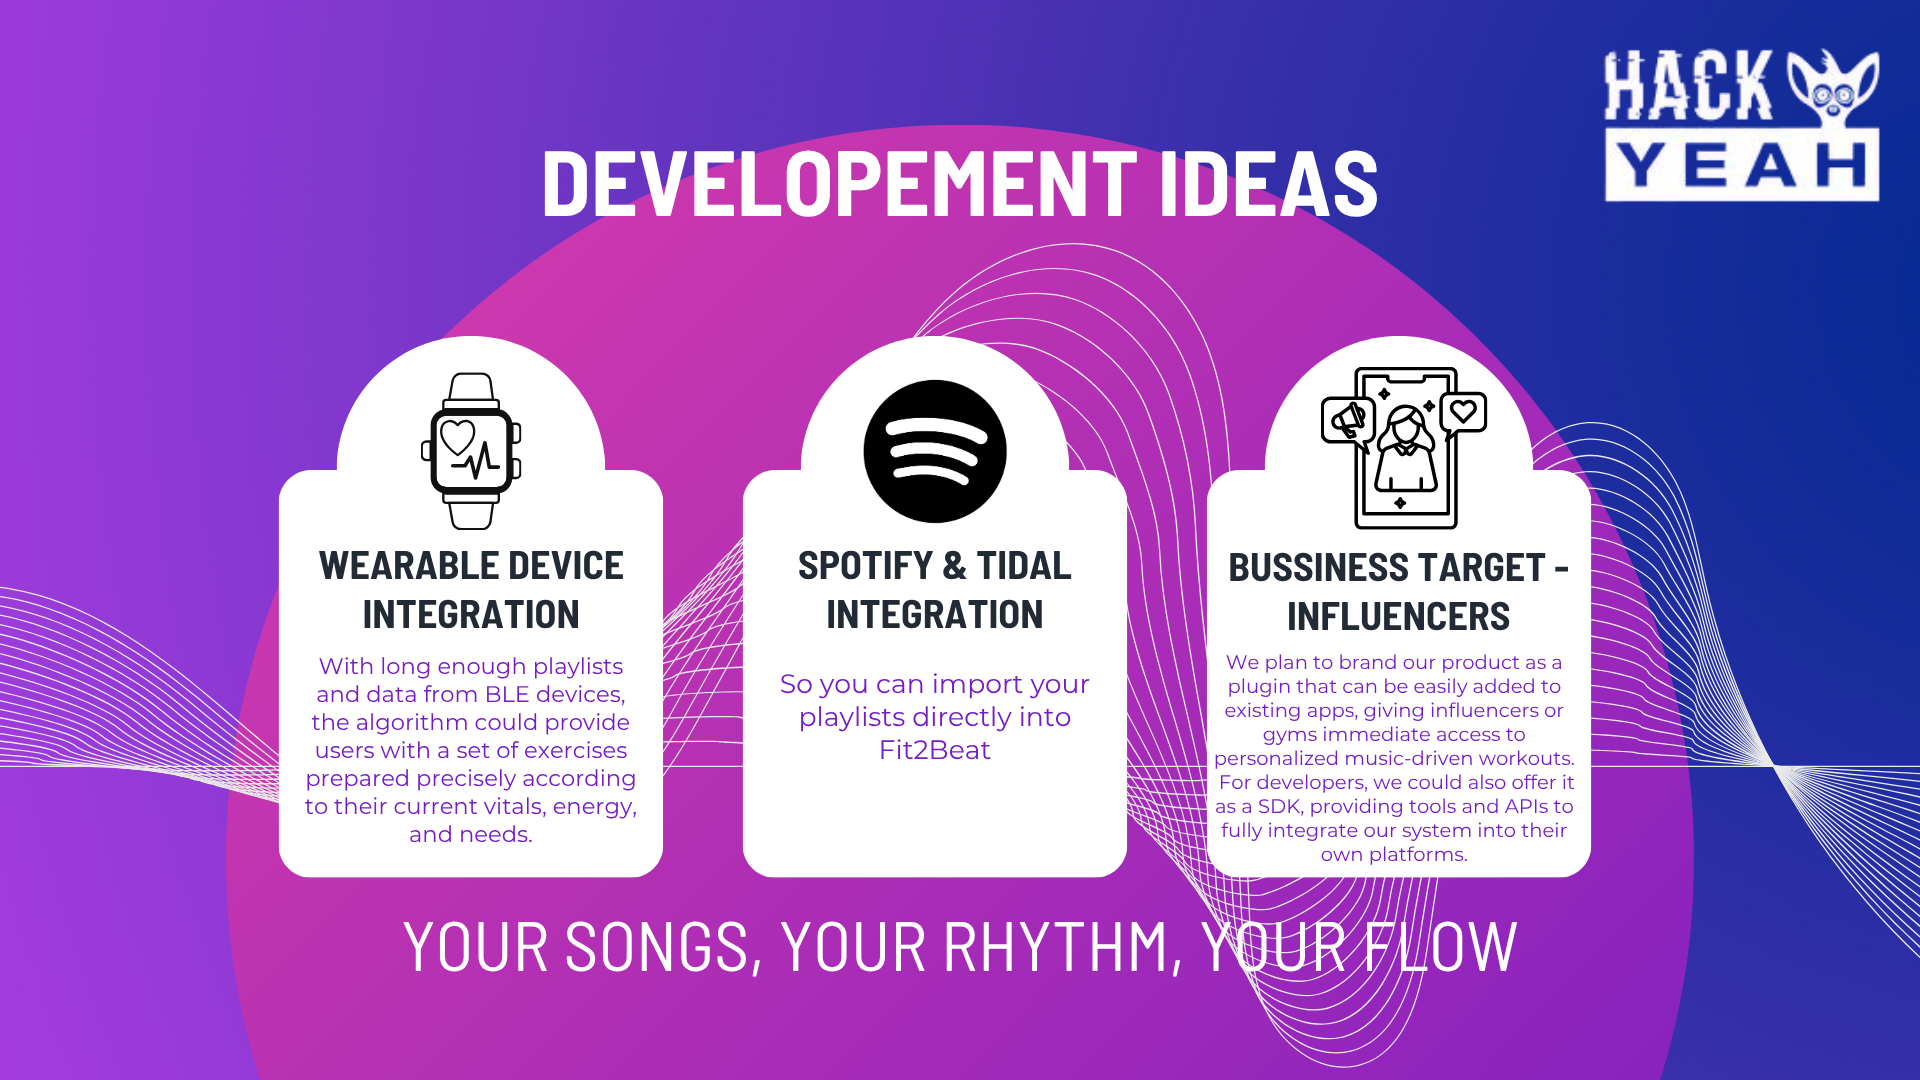 HACK
YEAH
DEVELOPEMENT IDEAS
WEARABLE DEVICE
INTEGRATION
With long enough playlists
and data from BLE devices,
the algorithm could provide
users with a set of exercises
prepared precisely according
to their current vitals, energy,
and needs.
SPOTIFY & TIDAL
INTEGRATION
So you can import your
playlists directly into
Fit2Beat
BUSSINESS TARGET -
INFLUENCERS
We plan to brand our product as a
plugin that can be easily added to
existing apps, giving influencers or
gyms immediate access to
personalized music-driven workouts.
For developers, we could also offer it
as a SDK, providing tools and APIs to
fully integrate our system into their
own platforms.
YOUR SONGS, YOUR RHYTHM, YOUR FLOW